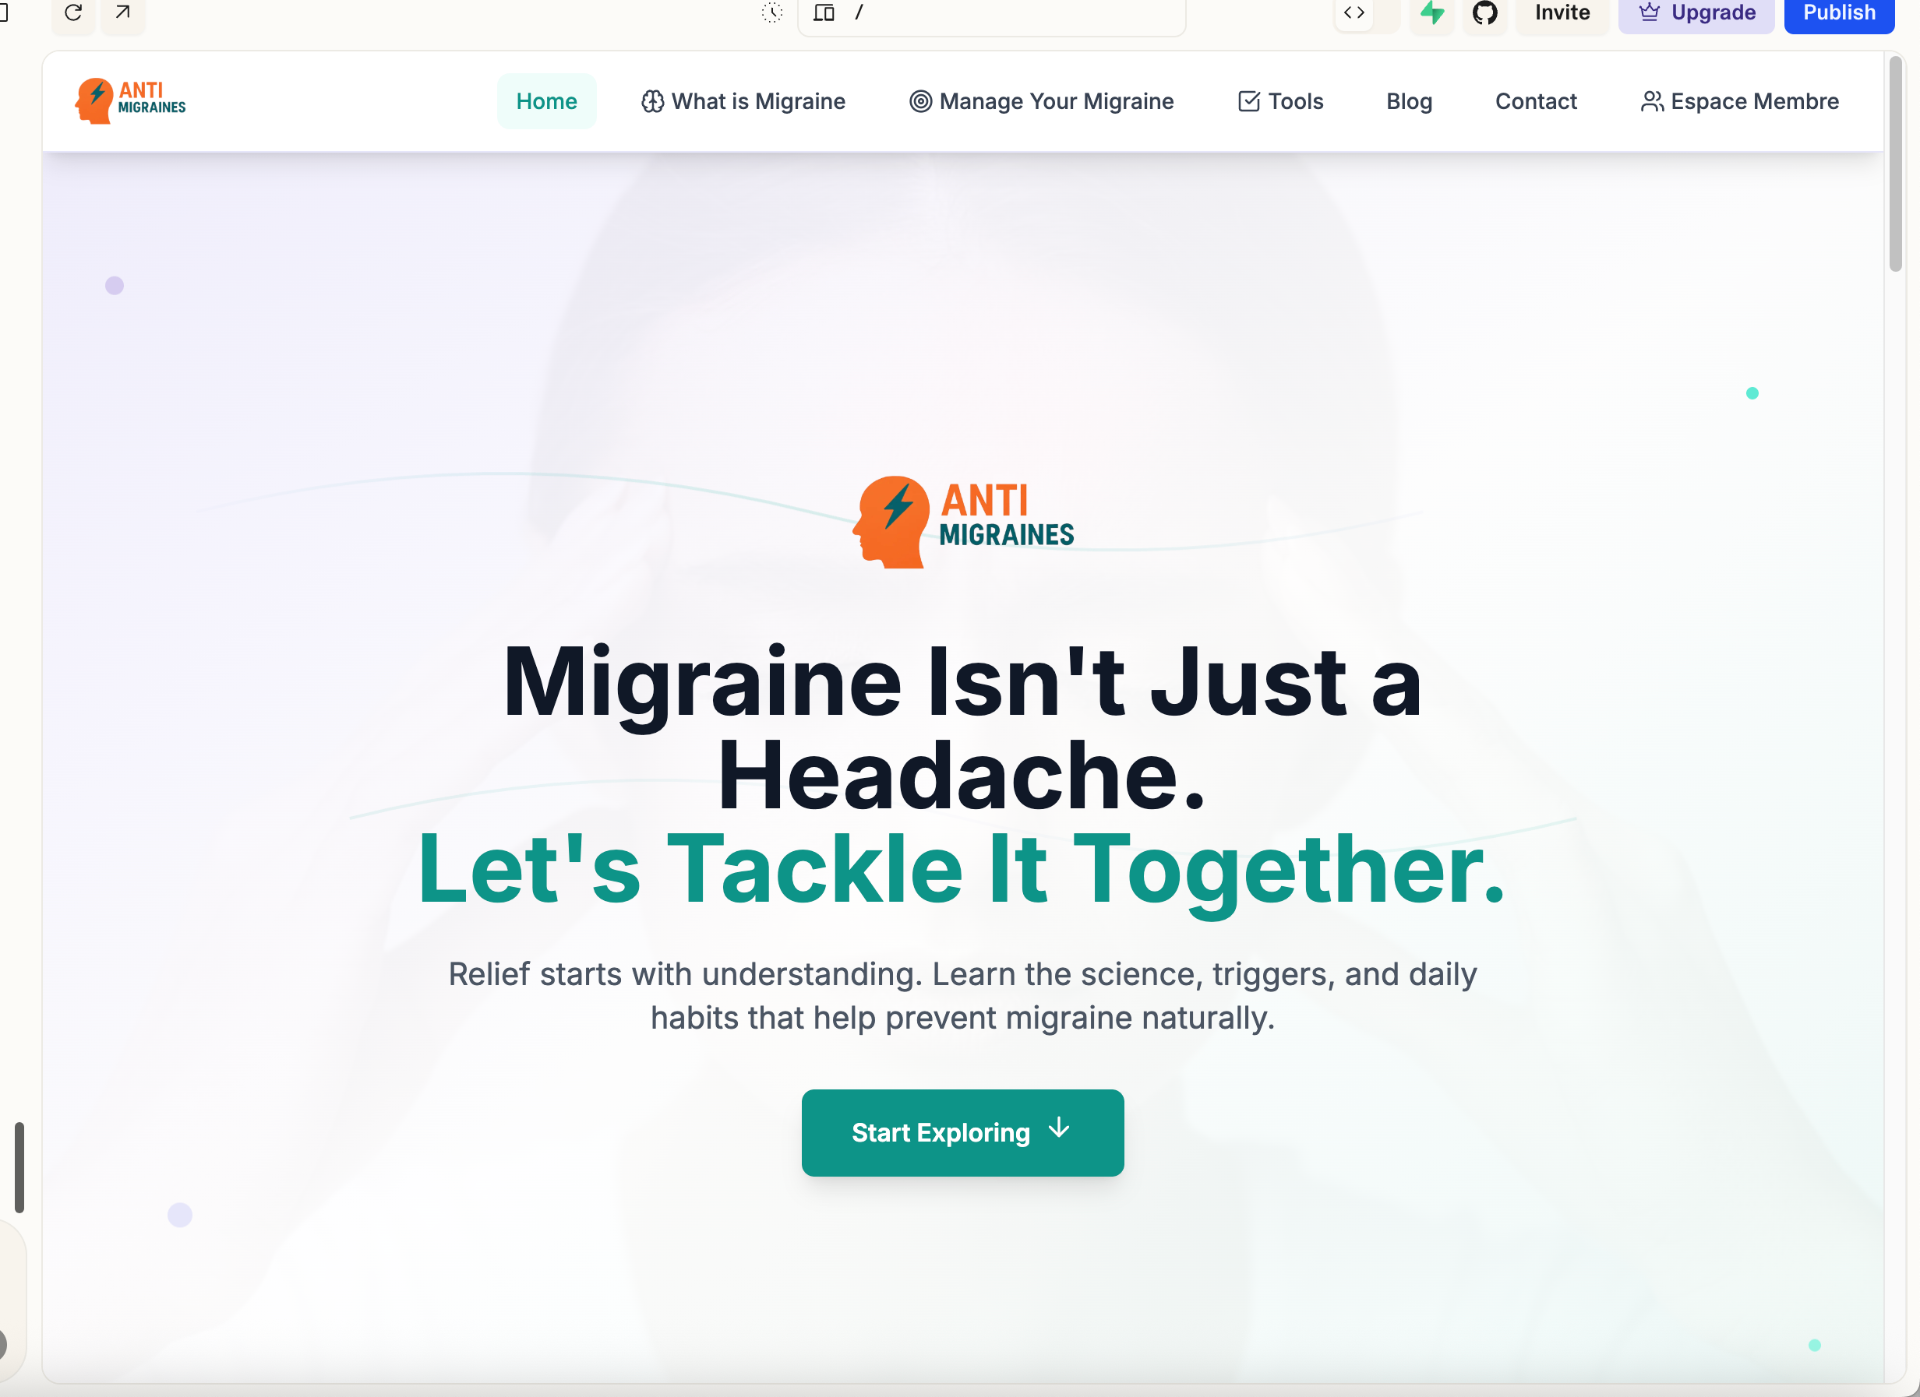 /
Invite
Upgrade
Publish
ANTI
MIGRAINES
Home
What is Migraine
Manage Your Migraine
Tools
Blog
Contact
Espace Membre
ANTI
MIGRAINES
Migraine Isn't Just a
Headache.
Let's Tackle It Together.
Relief starts with understanding. Learn the science, triggers, and daily
habits that help prevent migraine naturally.
Start Exploring